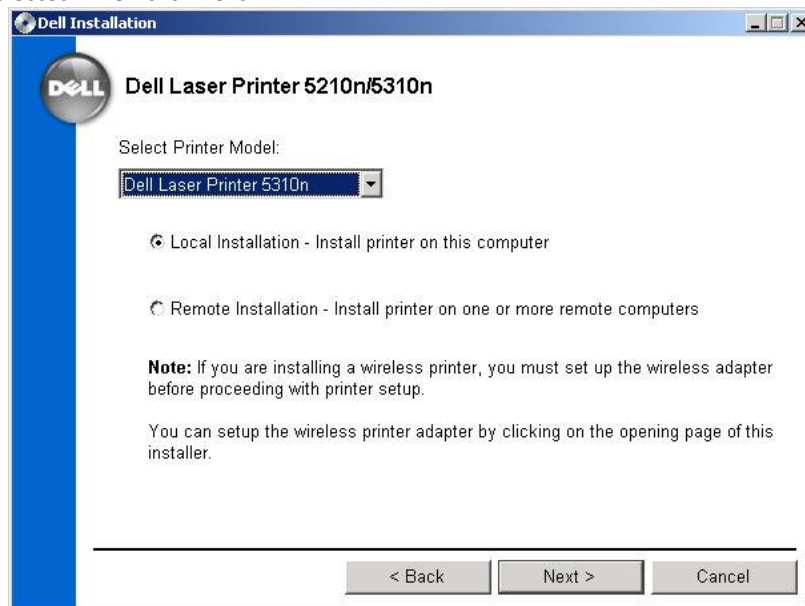 Dell Installation
DELL
Dell Laser Printer 5210n/5310n
Select Printer Model:
Dell Laser Printer 5310n
Local Installation - Install printer on this computer
Remote Installation - Install printer on one or more remote computers
Note: If you are installing a wireless printer, you must set up the wireless adapter
before proceeding with printer setup.
You can setup the wireless printer adapter by clicking on the opening page of this
installer.
< Back
Next >
Cancel